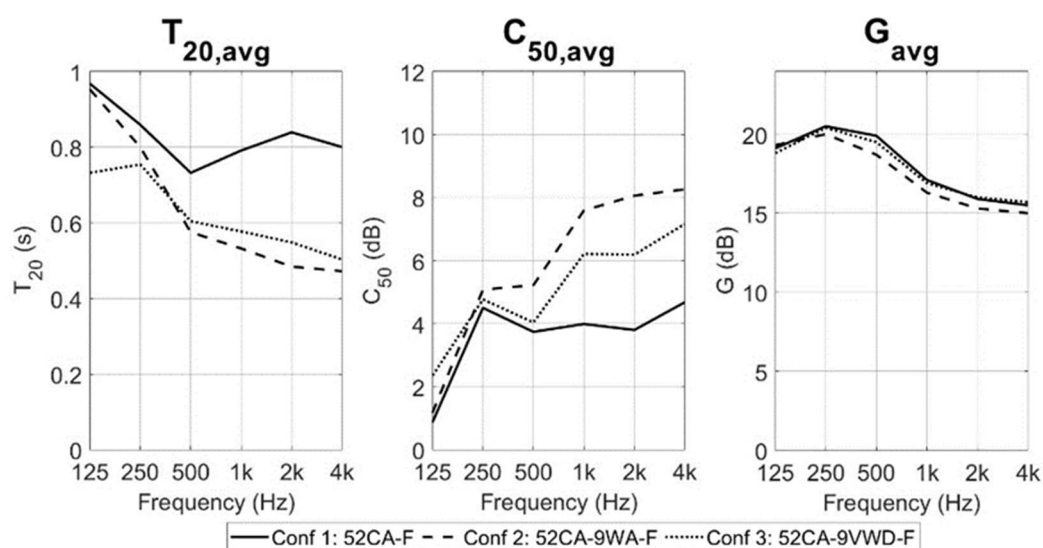 T20,avg
C50,avg
Gavg
T20 (s)
1
0.8
0.6
0.4
0.2
0
125 250 500 1k 2k 4k
Frequency (Hz)
C50 (dB)
12
10
8
6
4
2
0
125 250 500 1k 2k 4k
Frequency (Hz)
G (dB)
20
15
10
5
0
125 250 500 1k 2k 4k
Frequency (Hz)
Conf 1: 52CA-F Conf 2: 52CA-9WA-F Conf 3: 52CA-9VWD-F